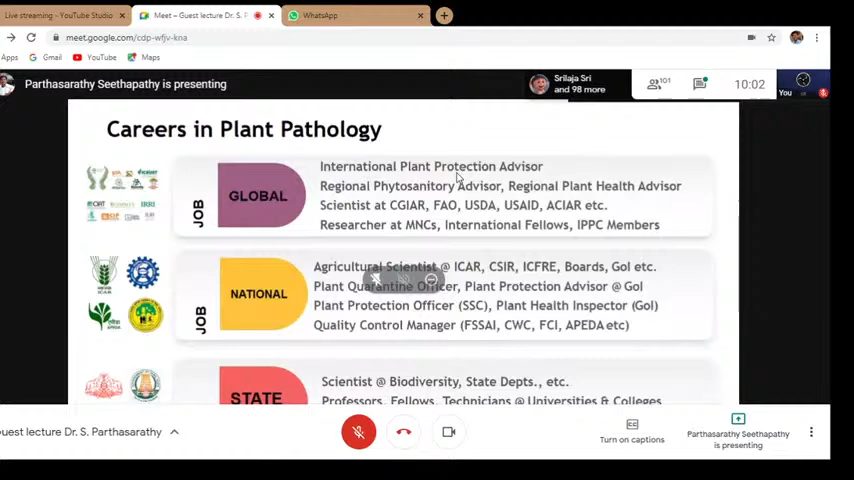 Live streaming - YouTube Studio
Meet – Guest lecture Dr. S. P
WhatsApp
meet.google.com/cdp-wfjv-kna
Apps
Gmail
YouTube
Maps
Parthasarathy Seethapathy is presenting
Srilaja Sri
and 98 more
101
10:02
You
Careers in Plant Pathology
JOB
GLOBAL
International Plant Protection Advisor
Regional Phytosanitory Advisor, Regional Plant Health Advisor
Scientist at CGIAR, FAO, USDA, USAID, ACIAR etc.
Researcher at MNCs, International Fellows, IPPC Members
JOB
NATIONAL
Agricultural Scientist @ ICAR, CSIR, ICFRE, Boards, GoI etc.
Plant Quarantine Officer, Plant Protection Advisor @ GoI
Plant Protection Officer (SSC), Plant Health Inspector (GoI)
Quality Control Manager (FSSAI, CWC, FCI, APEDA etc)
ICAR
APEDA
STATE
Scientist @ Biodiversity, State Depts., etc.
Professors, Fellows, Technicians @ Universities & Colleges
uest lecture Dr. S. Parthasarathy
Turn on captions
Parthasarathy Seethapathy
is presenting